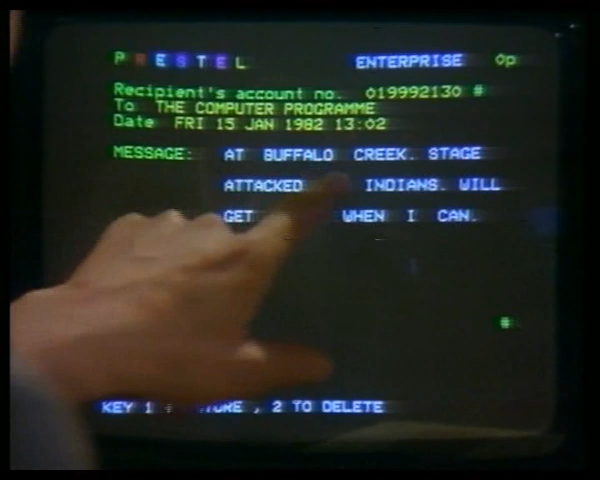 PRESTEL ENTERPRISE 0p
Recipient's account no. 019992130 #
To THE COMPUTER PROGRAMME
Date FRI 15 JAN 1982 13:02
MESSAGE: AT BUFFALO CREEK. STAGE
ATTACKED INDIANS. WILL
GET WHEN I CAN.
#
KEY 1 , 2 TO DELETE